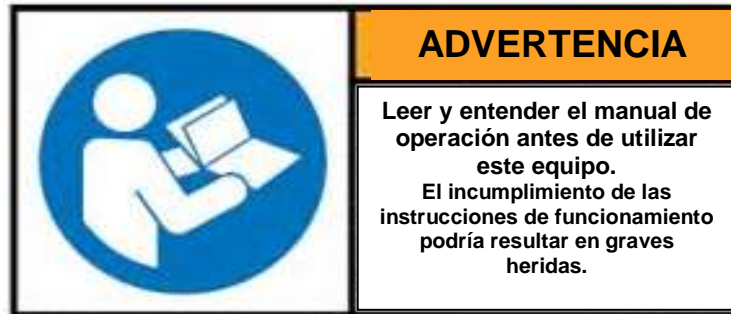 ADVERTENCIA
Leer y entender el manual de
operación antes de utilizar
este equipo.
El incumplimiento de las
instrucciones de funcionamiento
podría resultar en graves
heridas.